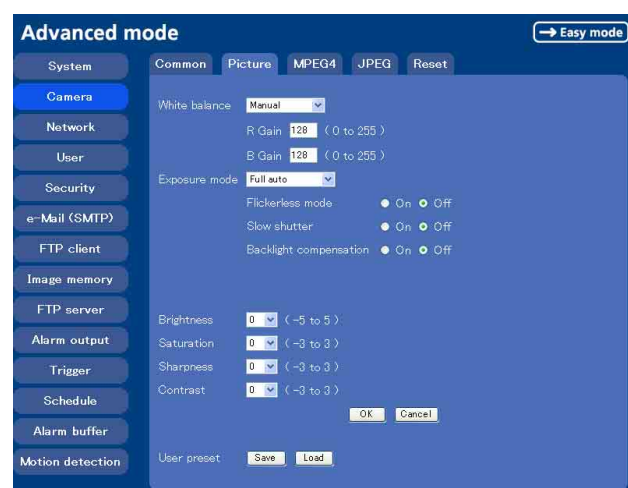 Advanced mode
→ Easy mode
System
Camera
Network
User
Security
e-Mail (SMTP)
FTP client
Image memory
FTP server
Alarm output
Trigger
Schedule
Alarm buffer
Motion detection
Common Picture MPEG4 JPEG Reset
White balance Manual
R Gain 128 ( 0 to 255 )
B Gain 128 ( 0 to 255 )
Exposure mode Full auto
Flickerless mode On Off
Slow shutter On Off
Backlight compensation On Off
Brightness 0 ( -5 to 5 )
Saturation 0 ( -3 to 3 )
Sharpness 0 ( -3 to 3 )
Contrast 0 ( -3 to 3 )
OK Cancel
User preset Save Load